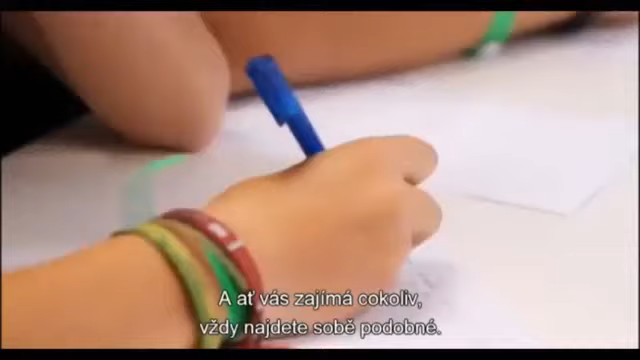 A ať vás zajímá cokoliv,
vždy najdete sobě podobné.